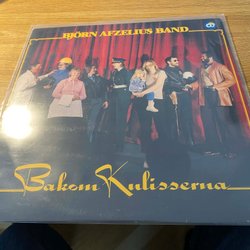 BJÖRN AFZELIUS BAND
Bakom Kulisserna